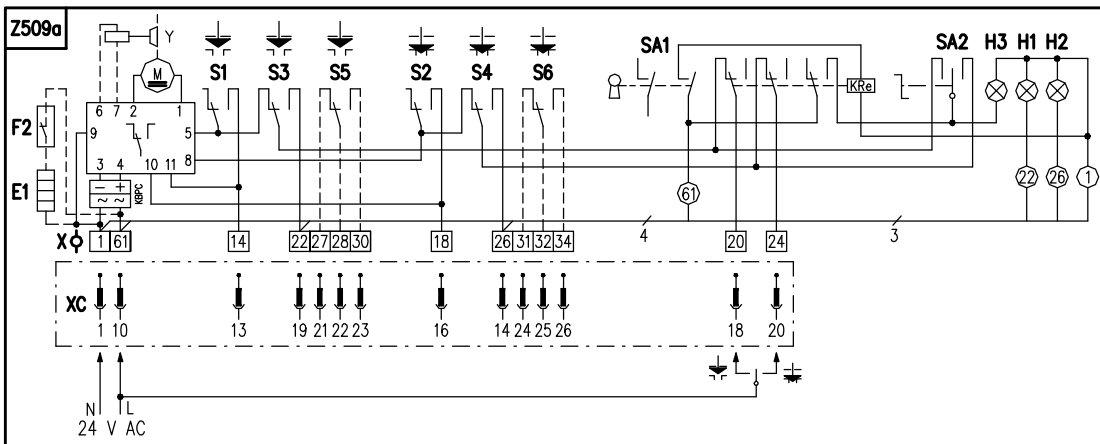 Z509a
Y
M
S1 S3 S5 S2 S4 S6 SA1 SA2 H3 H1 H2
KRe
6 7 2 1
F2
9 5
8
3 4 10 11
E1
− +
~ ~
KBPC
61 22 26 1
X 1 61 14 22 27 28 30 18 26 31 32 34 4 20 24 3
XC
1 10 13 19 21 22 23 16 14 24 25 26 18 20
N L
24 V AC